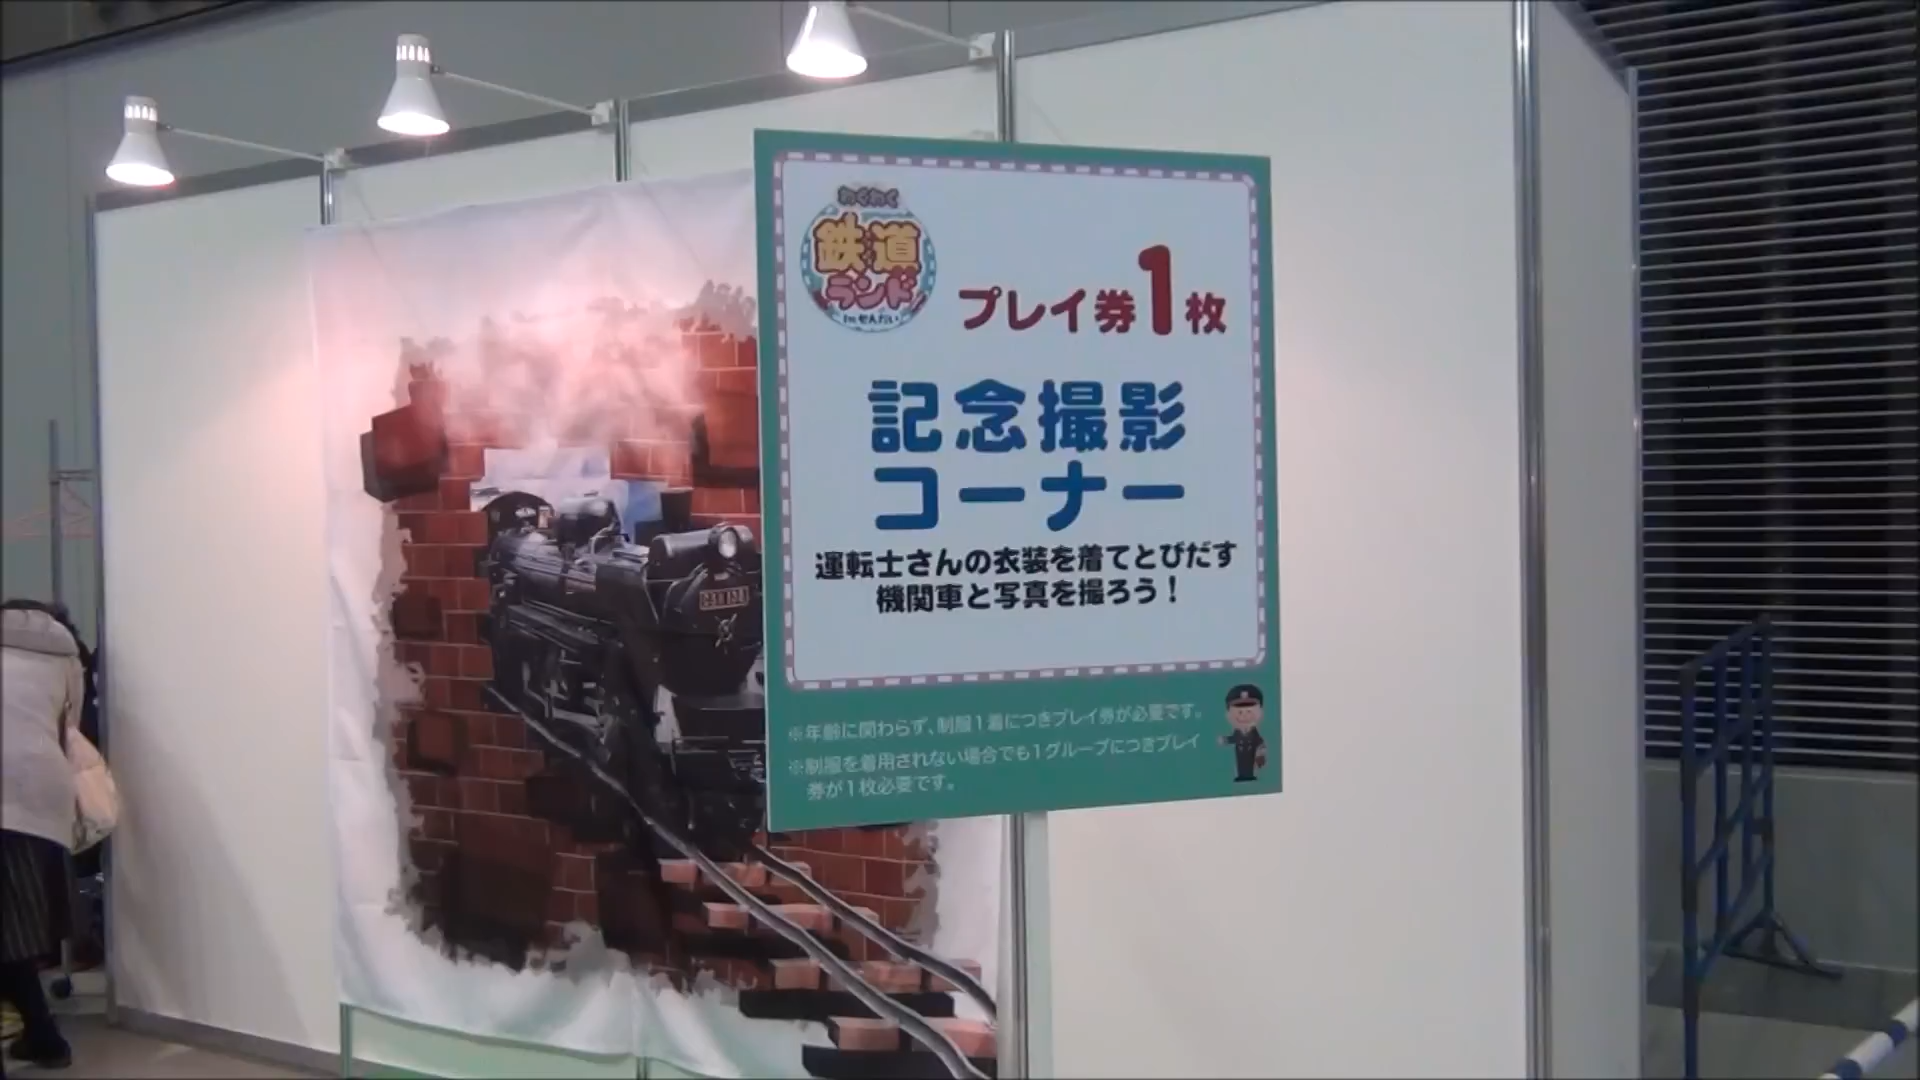 わくわく
鉄道
ランド
inせんだい
プレイ券1枚
記念撮影
コーナー
運転士さんの衣装を着てとびだす
機関車と写真を撮ろう！
※年齢に関わらず、制服1着につきプレイ券が必要です。
※制服を着用されない場合でも1グループにつきプレイ
券が1枚必要です。